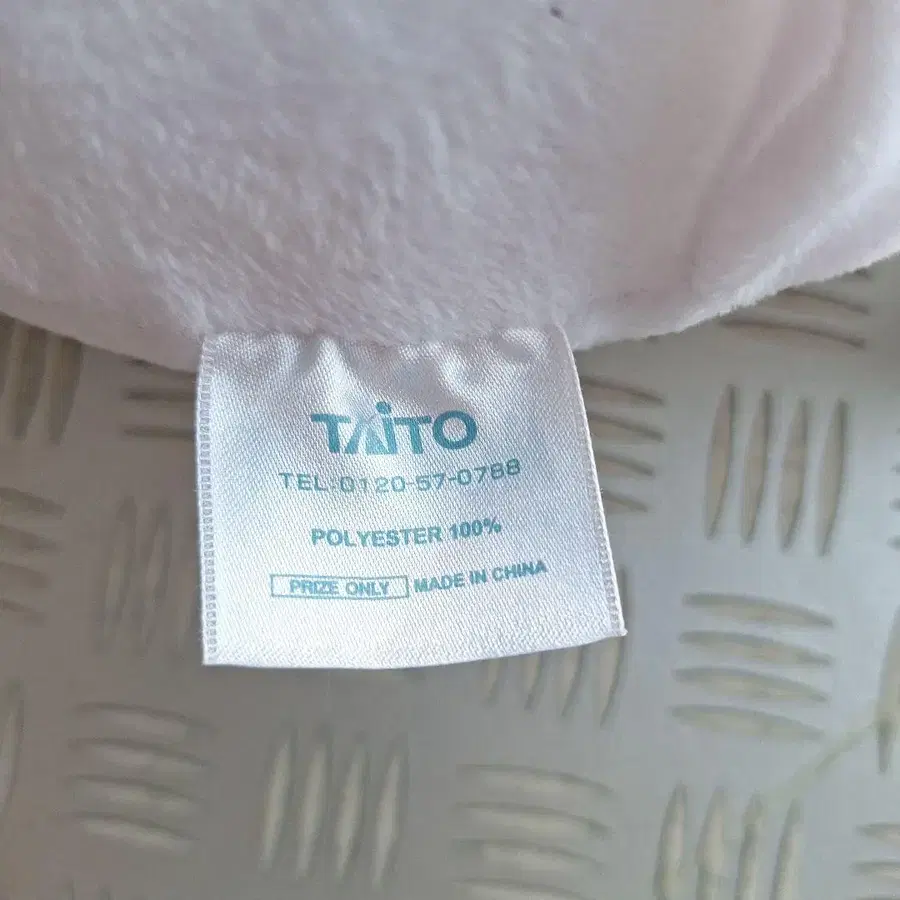 TAITO
TEL:0120-57-0788
POLYESTER 100%
PRIZE ONLY MADE IN CHINA